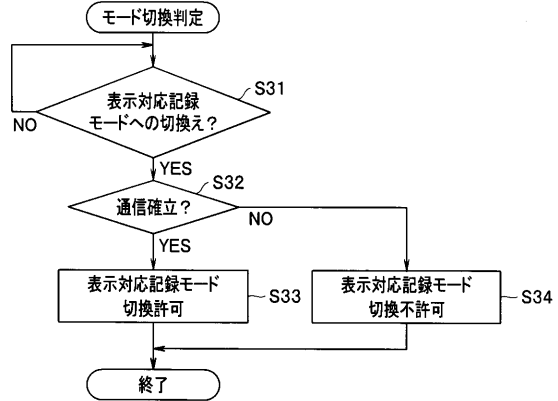 モード切換判定
S31
表示対応記録
モードへの切換え?
NO
YES
S32
通信確立?
NO
YES
表示対応記録モード
切換許可
S33
表示対応記録モード
切換不許可
S34
終了